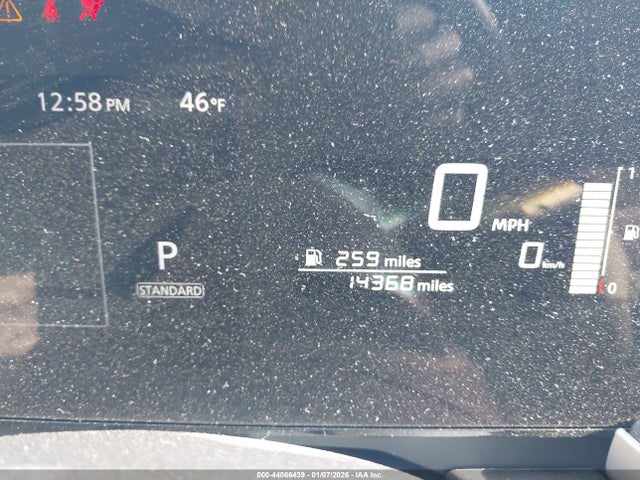 12:58 PM 46°F
1
0 MPH
P 259 miles 0 km/h
STANDARD 14368 miles 0
000-44066439 - 01/07/2026 - IAA Inc.